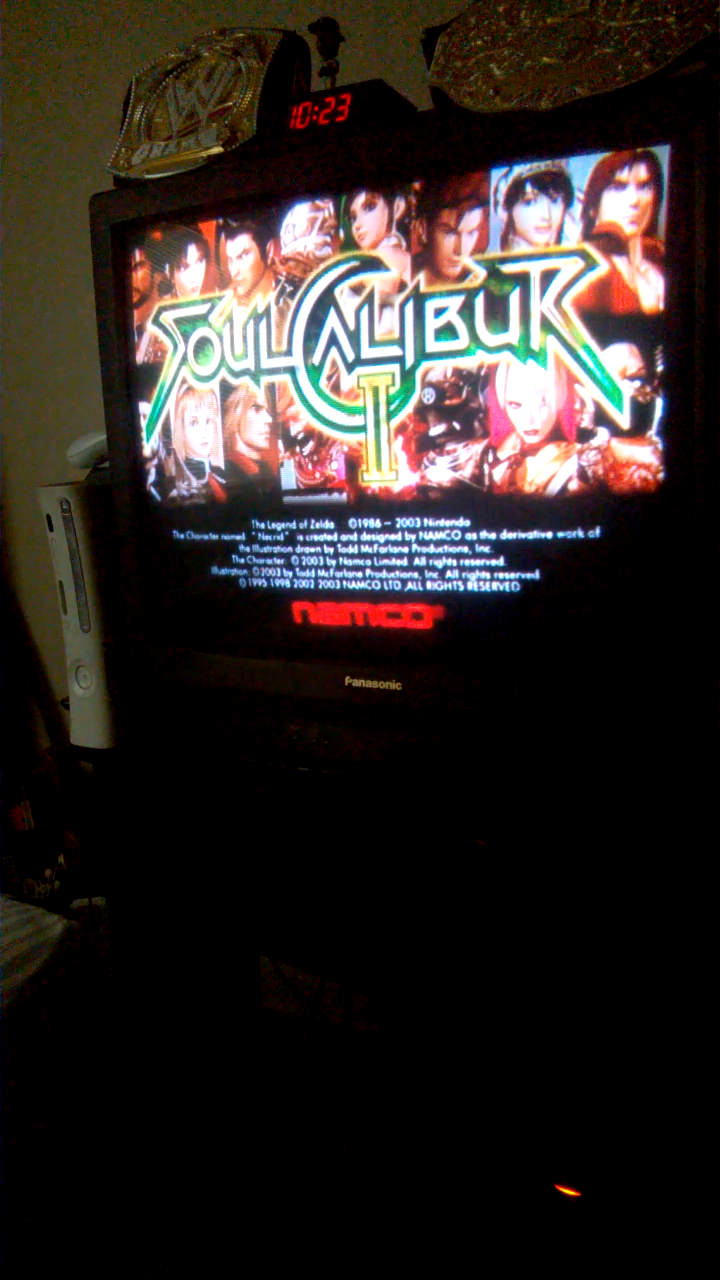 W
10:23
SOULCALIBUR
II
®
The Legend of Zelda ©1986 – 2003 Nintendo
The Character named "Necrid" is created and designed by NAMCO as the derivative work of
the Illustration drawn by Todd McFarlane Productions, Inc.
The Character: ©2003 by Namco Limited. All rights reserved.
Illustration: ©2003 by Todd McFarlane Productions, Inc. All rights reserved
©1995 1998 2002 2003 NAMCO LTD.,ALL RIGHTS RESERVED
namco®
Panasonic